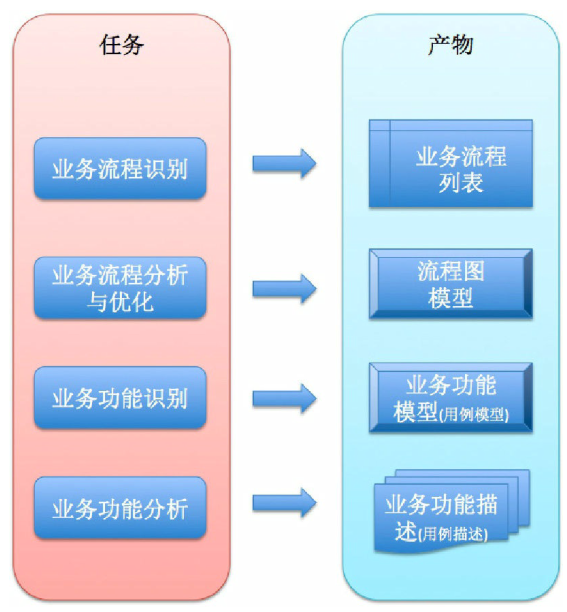 任务
业务流程识别
业务流程分析
与优化
业务功能识别
业务功能分析
产物
业务流程
列表
流程图
模型
业务功能
模型(用例模型)
业务功能描
述(用例描述)